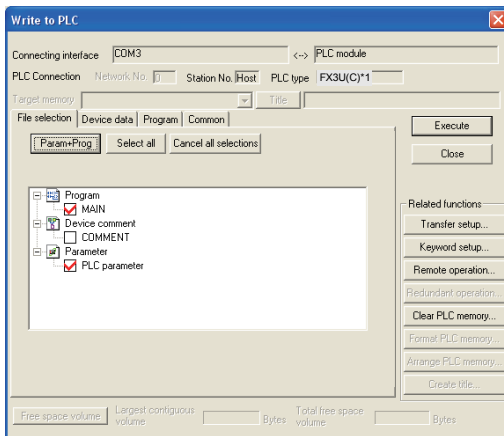 Write to PLC
Connecting interface COM3 <--> PLC module
PLC Connection Network No. 0 Station No. Host PLC type FX3U(C)*1
Target memory Title
File selection Device data Program Common
Execute
Param+Prog Select all Cancel all selections
Close
Program
MAIN
Device comment
COMMENT
Parameter
PLC parameter
Related functions
Transfer setup...
Keyword setup...
Remote operation...
Redundant operation...
Clear PLC memory...
Format PLC memory...
Arrange PLC memory...
Create title...
Free space volume Largest contiguous volume Bytes Total free space volume Bytes